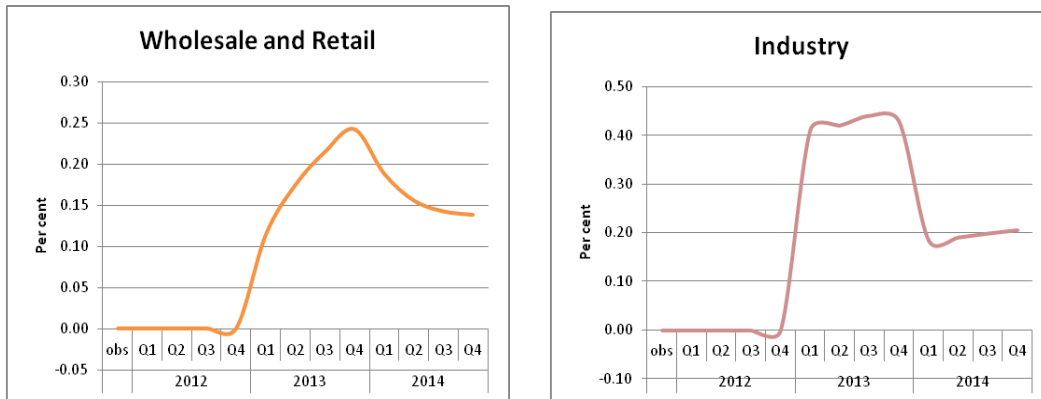 Wholesale and Retail
Per cent
0.30
0.25
0.20
0.15
0.10
0.05
0.00
-0.05
obs Q1 Q2 Q3 Q4 Q1 Q2 Q3 Q4 Q1 Q2 Q3 Q4
2012 2013 2014
Industry
Per cent
0.50
0.40
0.30
0.20
0.10
0.00
-0.10
obs Q1 Q2 Q3 Q4 Q1 Q2 Q3 Q4 Q1 Q2 Q3 Q4
2012 2013 2014